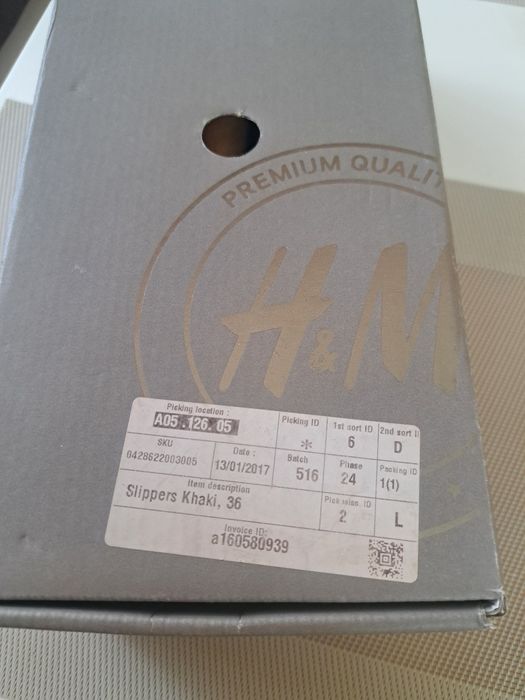 PREMIUM QUALI
H&M
Picking location :
A05 .126. 05
Picking ID
*
1st sort ID
6
2nd sort I
D
SKU
0428622003005
Date :
13/01/2017
Batch
516
Phase
24
Packing ID
1(1)
Item description
Slippers Khaki, 36
Pick miss. ID
2
L
Invoice ID:
a160580939